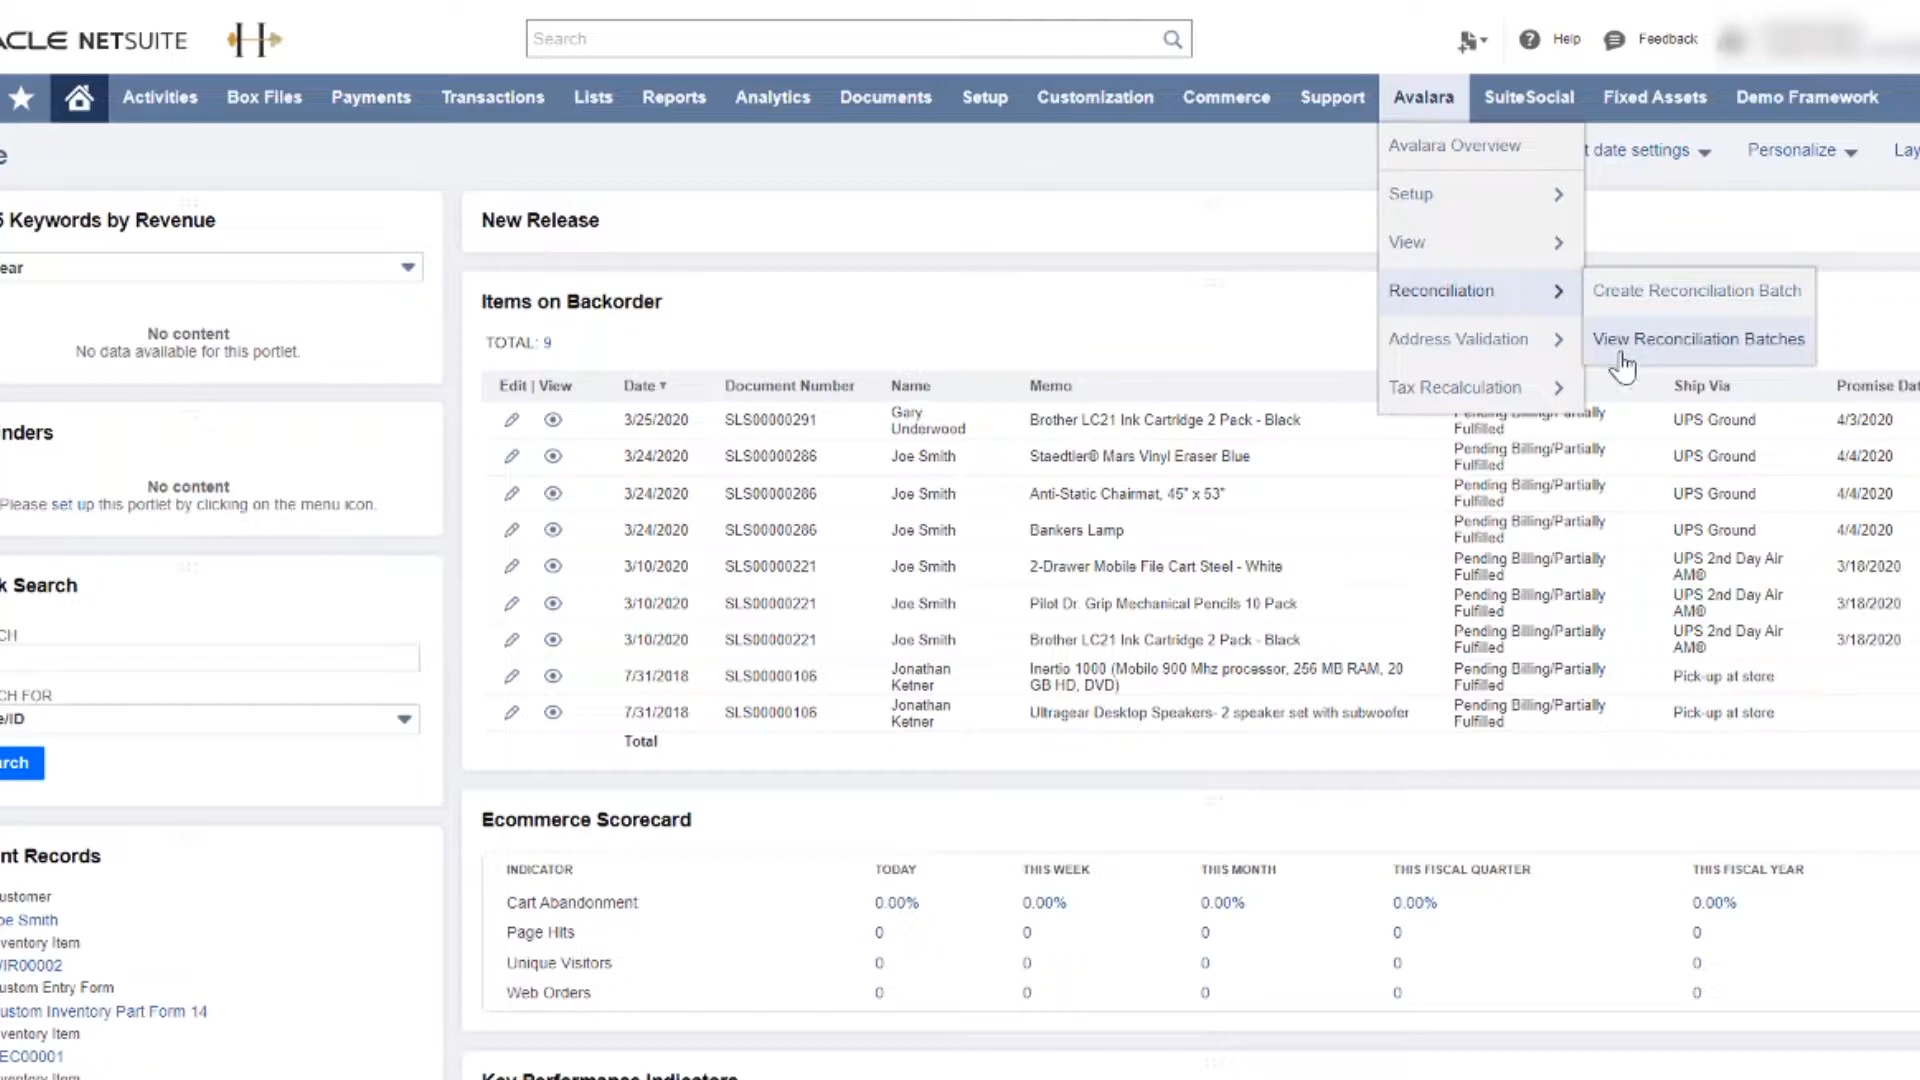 ACLE NETSUITE
H
Search
Help
Feedback
Activities
Box Files
Payments
Transactions
Lists
Reports
Analytics
Documents
Setup
Customization
Commerce
Support
Avalara
SuiteSocial
Fixed Assets
Demo Framework
e
Avalara Overview
Setup
View
Reconciliation
Address Validation
Tax Recalculation
Create Reconciliation Batch
View Reconciliation Batches
t date settings
Personalize
Lay
5 Keywords by Revenue
ear
No content
No data available for this portlet.
nders
No content
Please set up this portlet by clicking on the menu icon.
k Search
CH
CH FOR
e/ID
rch
nt Records
ustomer
oe Smith
ventory Item
/IR00002
ustom Entry Form
ustom Inventory Part Form 14
ventory Item
EC00001
ventory Item
New Release
Items on Backorder
TOTAL: 9
Edit | View Date Document Number Name Memo Ship Via Promise Dat
3/25/2020 SLS00000291 Gary Underwood Brother LC21 Ink Cartridge 2 Pack - Black Pending Billing/Partially Fulfilled UPS Ground 4/3/2020
3/24/2020 SLS00000286 Joe Smith Staedtler® Mars Vinyl Eraser Blue Pending Billing/Partially Fulfilled UPS Ground 4/4/2020
3/24/2020 SLS00000286 Joe Smith Anti-Static Chairmat, 45" x 53" Pending Billing/Partially Fulfilled UPS Ground 4/4/2020
3/24/2020 SLS00000286 Joe Smith Bankers Lamp Pending Billing/Partially Fulfilled UPS Ground 4/4/2020
3/10/2020 SLS00000221 Joe Smith 2-Drawer Mobile File Cart Steel - White Pending Billing/Partially Fulfilled UPS 2nd Day Air AM® 3/18/2020
3/10/2020 SLS00000221 Joe Smith Pilot Dr. Grip Mechanical Pencils 10 Pack Pending Billing/Partially Fulfilled UPS 2nd Day Air AM® 3/18/2020
3/10/2020 SLS00000221 Joe Smith Brother LC21 Ink Cartridge 2 Pack - Black Pending Billing/Partially Fulfilled UPS 2nd Day Air AM® 3/18/2020
7/31/2018 SLS00000106 Jonathan Ketner Inertio 1000 (Mobilo 900 Mhz processor, 256 MB RAM, 20 GB HD, DVD) Pending Billing/Partially Fulfilled Pick-up at store
7/31/2018 SLS00000106 Jonathan Ketner Ultragear Desktop Speakers- 2 speaker set with subwoofer Pending Billing/Partially Fulfilled Pick-up at store
Total
Ecommerce Scorecard
INDICATOR TODAY THIS WEEK THIS MONTH THIS FISCAL QUARTER THIS FISCAL YEAR
Cart Abandonment 0.00% 0.00% 0.00% 0.00% 0.00%
Page Hits 0 0 0 0 0
Unique Visitors 0 0 0 0 0
Web Orders 0 0 0 0 0
Key Performance Indicators